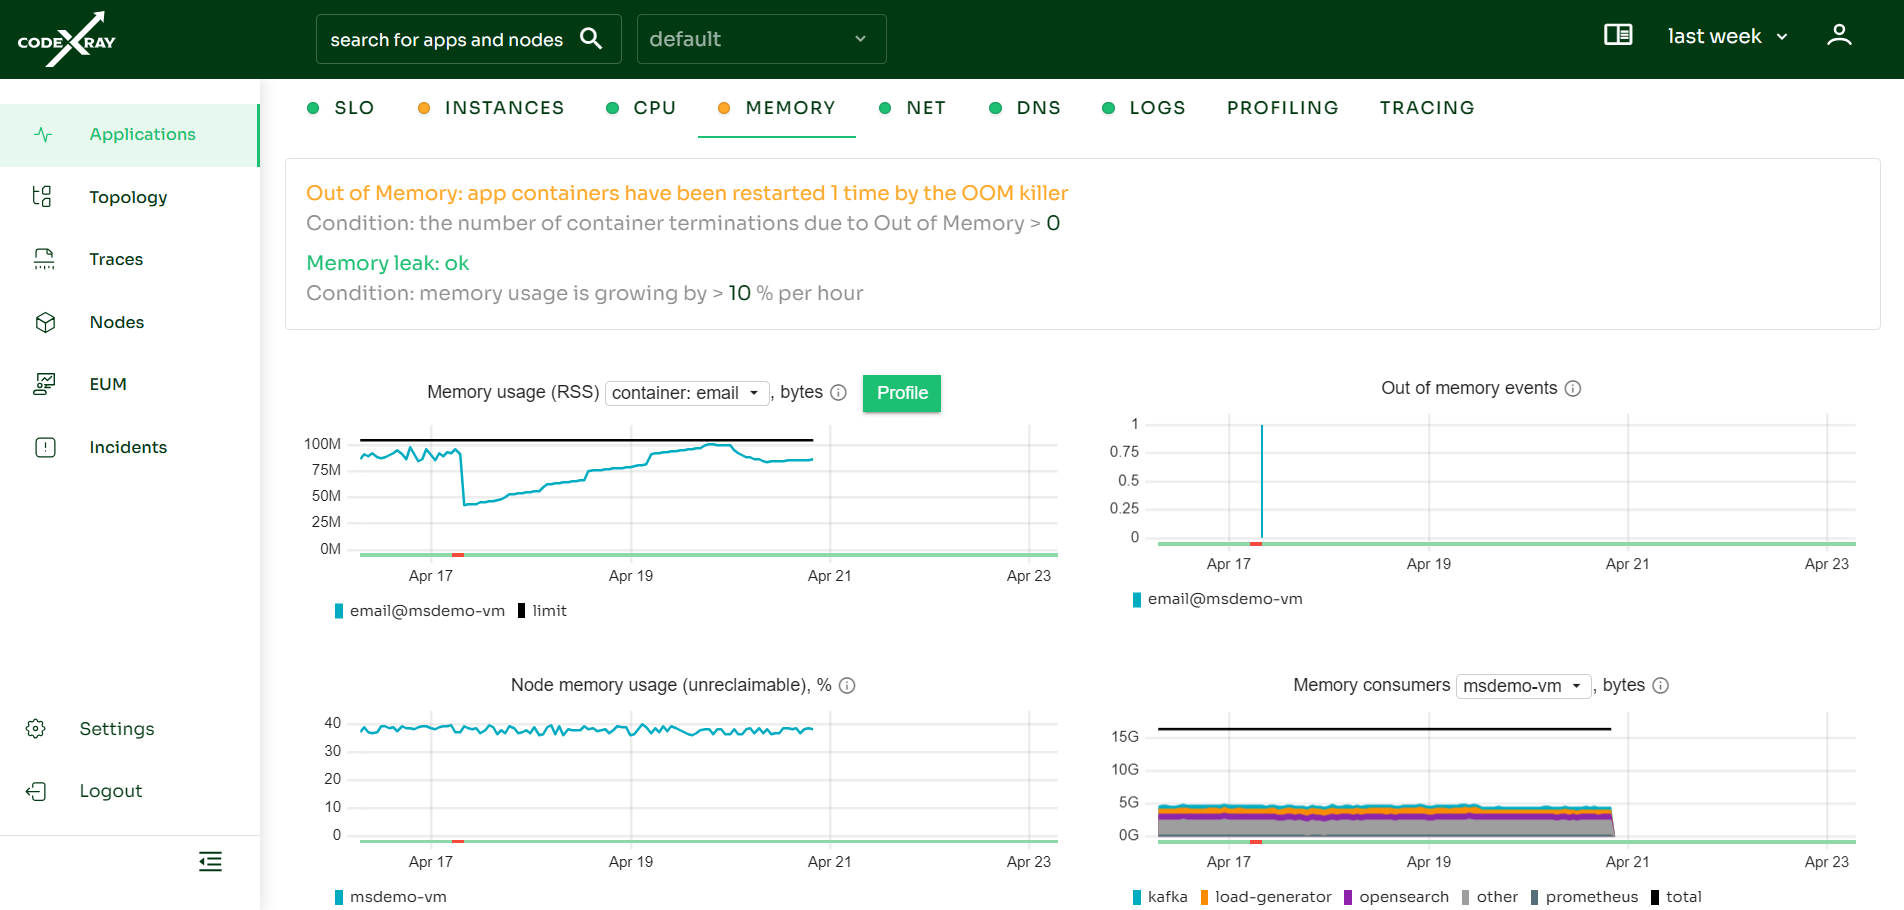 CODEXRAY
search for apps and nodes
default
last week
Applications
Topology
Traces
Nodes
EUM
Incidents
Settings
Logout
SLO INSTANCES CPU MEMORY NET DNS LOGS PROFILING TRACING
Out of Memory: app containers have been restarted 1 time by the OOM killer
Condition: the number of container terminations due to Out of Memory > 0
Memory leak: ok
Condition: memory usage is growing by > 10 % per hour
Memory usage (RSS) container: email , bytes Profile
100M
75M
50M
25M
0M
Apr 17 Apr 19 Apr 21 Apr 23
email@msdemo-vm limit
Out of memory events
1
0.75
0.5
0.25
0
Apr 17 Apr 19 Apr 21 Apr 23
email@msdemo-vm
Node memory usage (unreclaimable), %
40
30
20
10
0
Apr 17 Apr 19 Apr 21 Apr 23
msdemo-vm
Memory consumers msdemo-vm , bytes
15G
10G
5G
0G
Apr 17 Apr 19 Apr 21 Apr 23
kafka load-generator opensearch other prometheus total